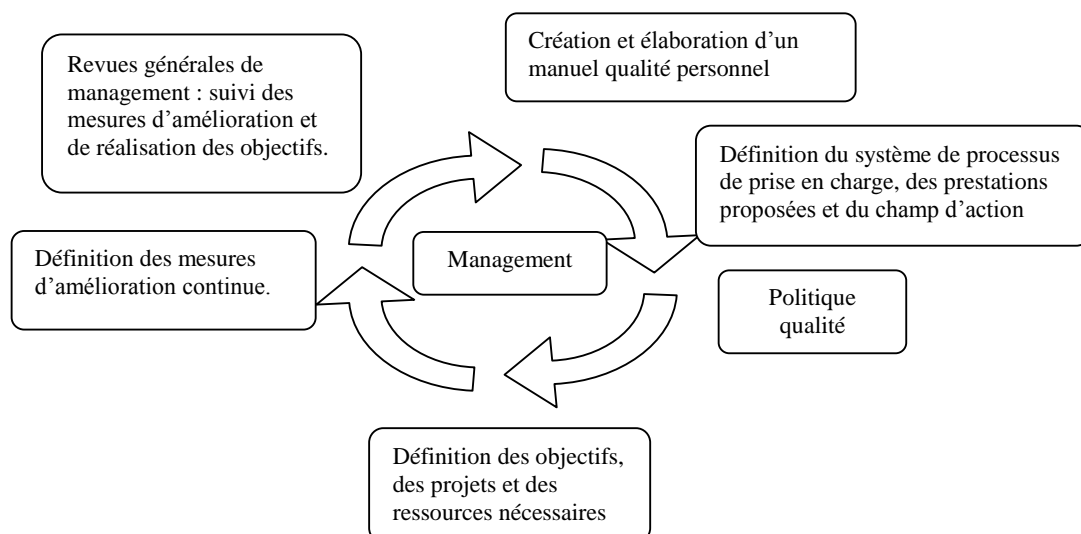 Création et élaboration d’un
manuel qualité personnel
Revues générales de
management : suivi des
mesures d’amélioration et
de réalisation des objectifs.
Définition du système de processus
de prise en charge, des prestations
proposées et du champ d’action
Définition des mesures
d’amélioration continue.
Management
Politique
qualité
Définition des objectifs,
des projets et des
ressources nécessaires